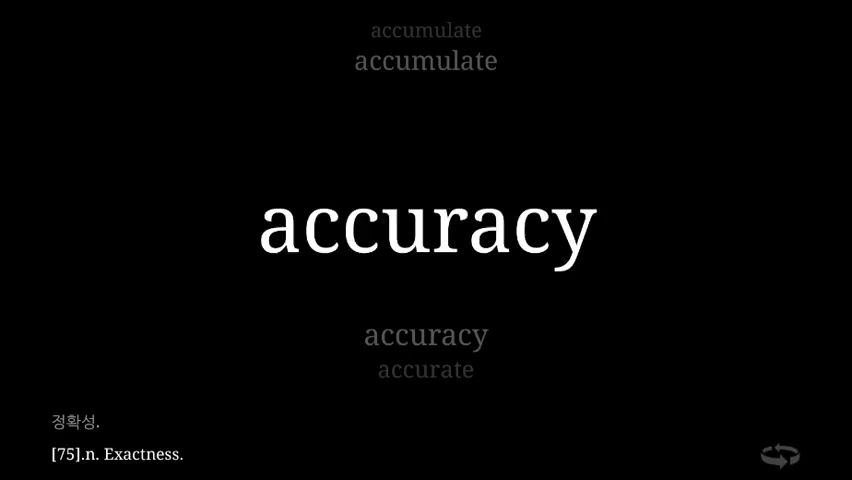 accumulate
accumulate
accuracy
accuracy
accurate
정확성.
[75].n. Exactness.